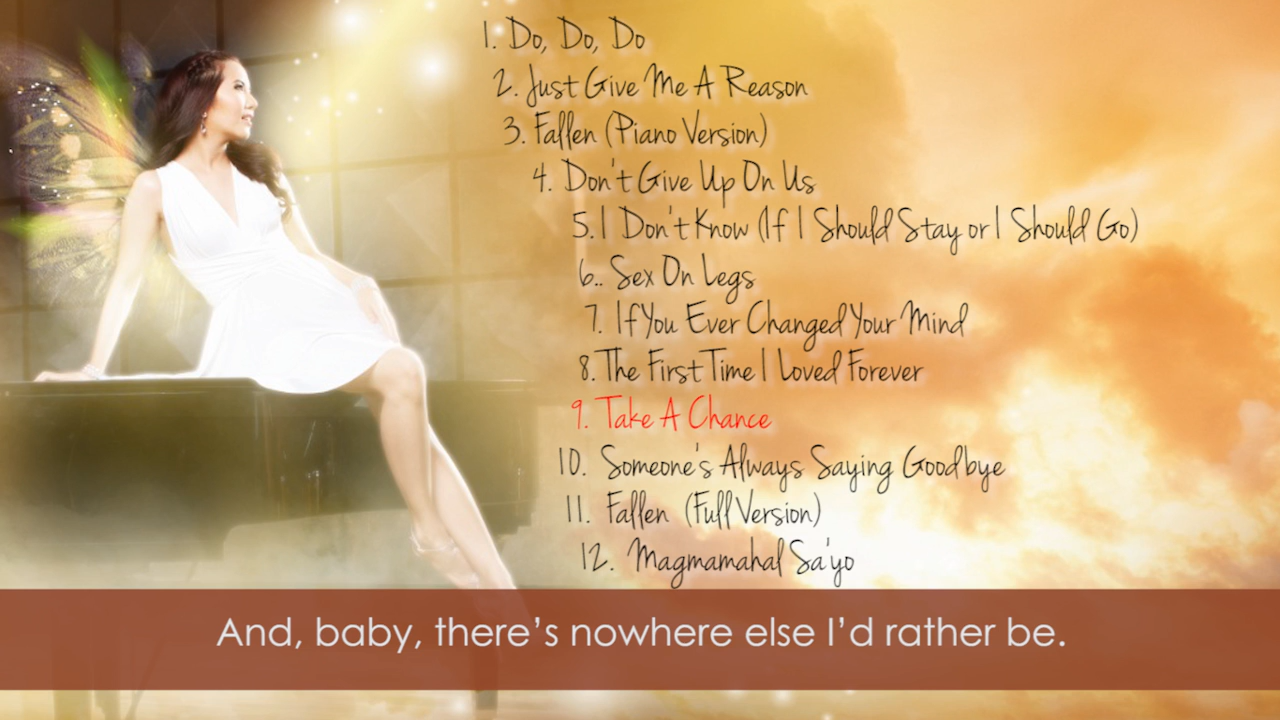 1. Do, Do, Do
2. Just Give Me A Reason
3. Fallen (Piano Version)
4. Don't Give Up On Us
5. I Don't Know (If I Should Stay or I Should Go)
6.. Sex On Legs
7. If You Ever Changed Your Mind
8. The First Time I Loved Forever
9. Take A Chance
10. Someone's Always Saying Goodbye
11. Fallen (Full Version)
12. Magmamahal Sa'yo
And, baby, there's nowhere else I'd rather be.